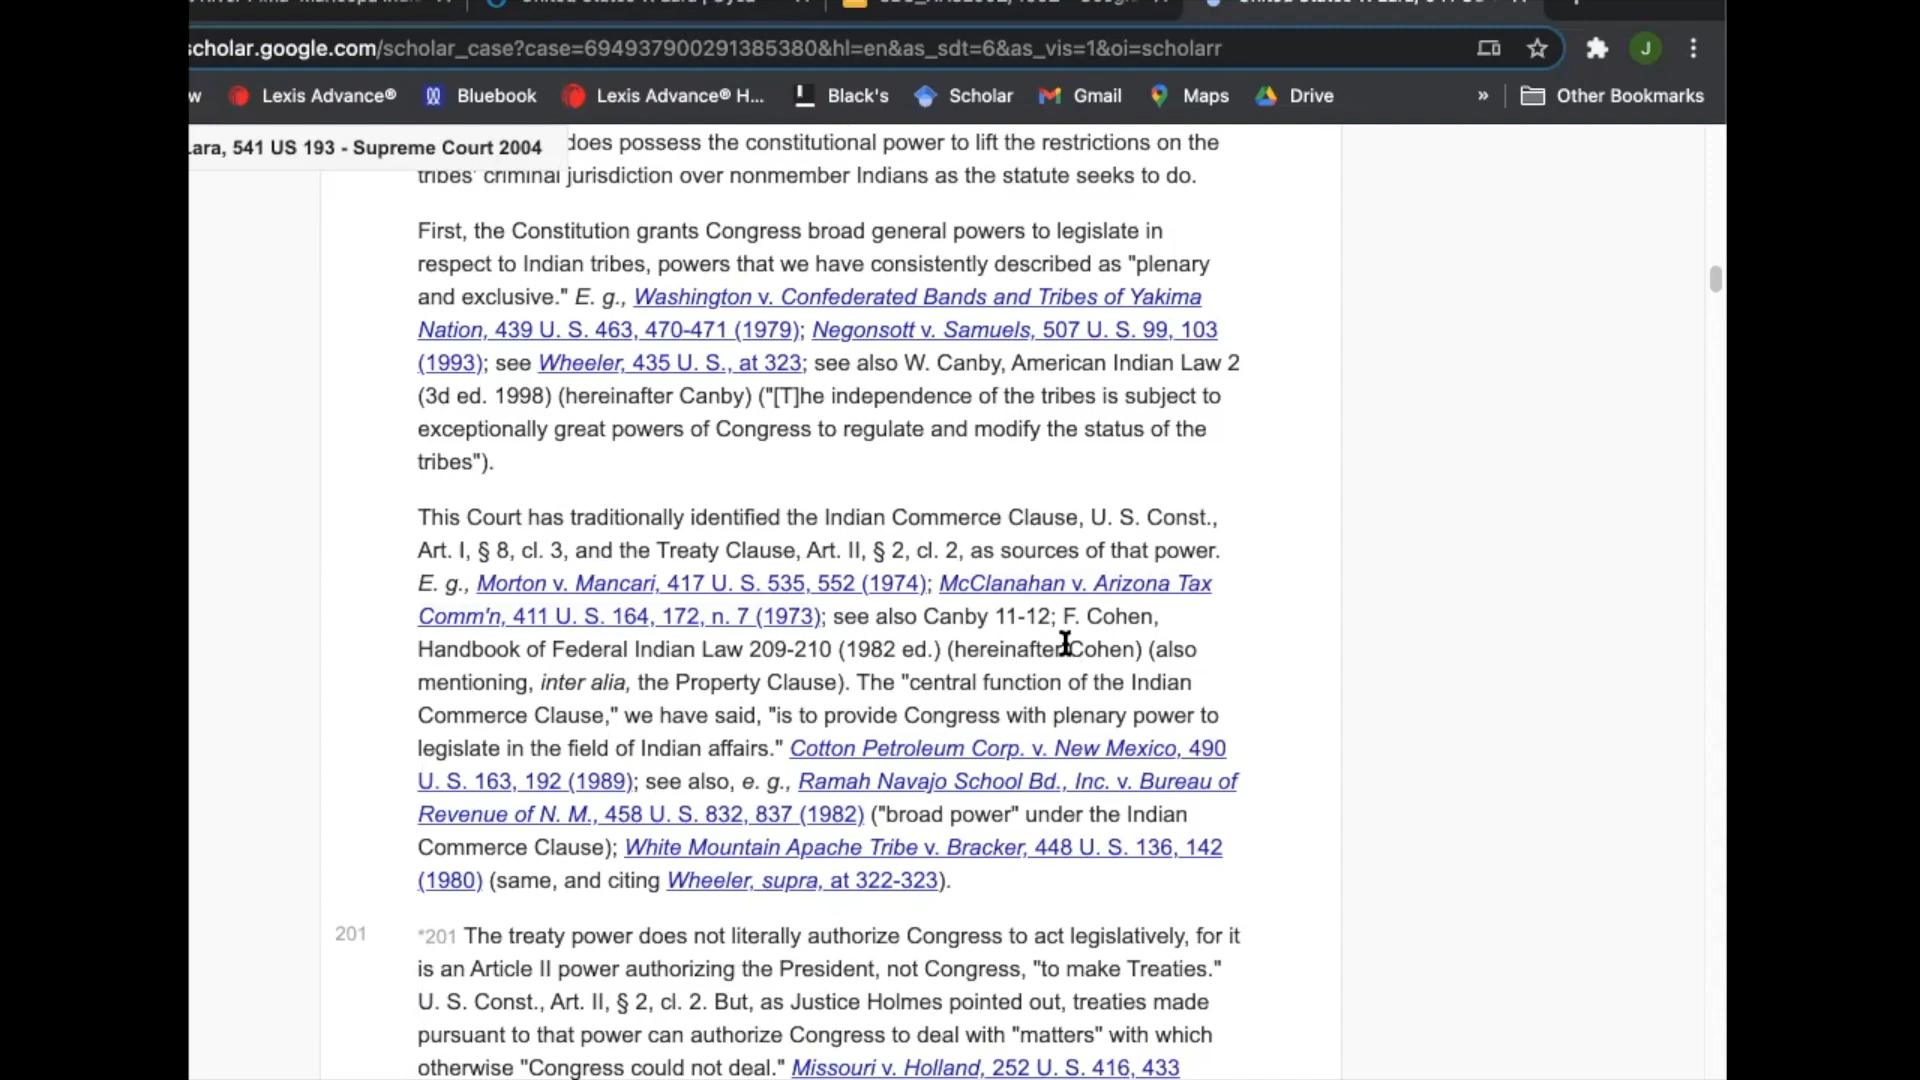 scholar.google.com/scholar_case?case=6949379002913853​80&hl=en&as_sdt=6&as_vis=1&oi=scholarr
J
w Lexis Advance® Bluebook Lexis Advance® H... Black's Scholar Gmail Maps Drive » Other Bookmarks
ara, 541 US 193 - Supreme Court 2004
does possess the constitutional power to lift the restrictions on the
tribes' criminal jurisdiction over nonmember Indians as the statute seeks to do.
First, the Constitution grants Congress broad general powers to legislate in
respect to Indian tribes, powers that we have consistently described as "plenary
and exclusive." E. g., Washington v. Confederated Bands and Tribes of Yakima
Nation, 439 U. S. 463, 470-471 (1979); Negonsott v. Samuels, 507 U. S. 99, 103
(1993); see Wheeler, 435 U. S., at 323; see also W. Canby, American Indian Law 2
(3d ed. 1998) (hereinafter Canby) ("[T]he independence of the tribes is subject to
exceptionally great powers of Congress to regulate and modify the status of the
tribes").
This Court has traditionally identified the Indian Commerce Clause, U. S. Const.,
Art. I, § 8, cl. 3, and the Treaty Clause, Art. II, § 2, cl. 2, as sources of that power.
E. g., Morton v. Mancari, 417 U. S. 535, 552 (1974); McClanahan v. Arizona Tax
Comm'n, 411 U. S. 164, 172, n. 7 (1973); see also Canby 11-12; F. Cohen,
Handbook of Federal Indian Law 209-210 (1982 ed.) (hereinafter Cohen) (also
mentioning, inter alia, the Property Clause). The "central function of the Indian
Commerce Clause," we have said, "is to provide Congress with plenary power to
legislate in the field of Indian affairs." Cotton Petroleum Corp. v. New Mexico, 490
U. S. 163, 192 (1989); see also, e. g., Ramah Navajo School Bd., Inc. v. Bureau of
Revenue of N. M., 458 U. S. 832, 837 (1982) ("broad power" under the Indian
Commerce Clause); White Mountain Apache Tribe v. Bracker, 448 U. S. 136, 142
(1980) (same, and citing Wheeler, supra, at 322-323).
201 *201 The treaty power does not literally authorize Congress to act legislatively, for it
is an Article II power authorizing the President, not Congress, "to make Treaties."
U. S. Const., Art. II, § 2, cl. 2. But, as Justice Holmes pointed out, treaties made
pursuant to that power can authorize Congress to deal with "matters" with which
otherwise "Congress could not deal." Missouri v. Holland, 252 U. S. 416, 433